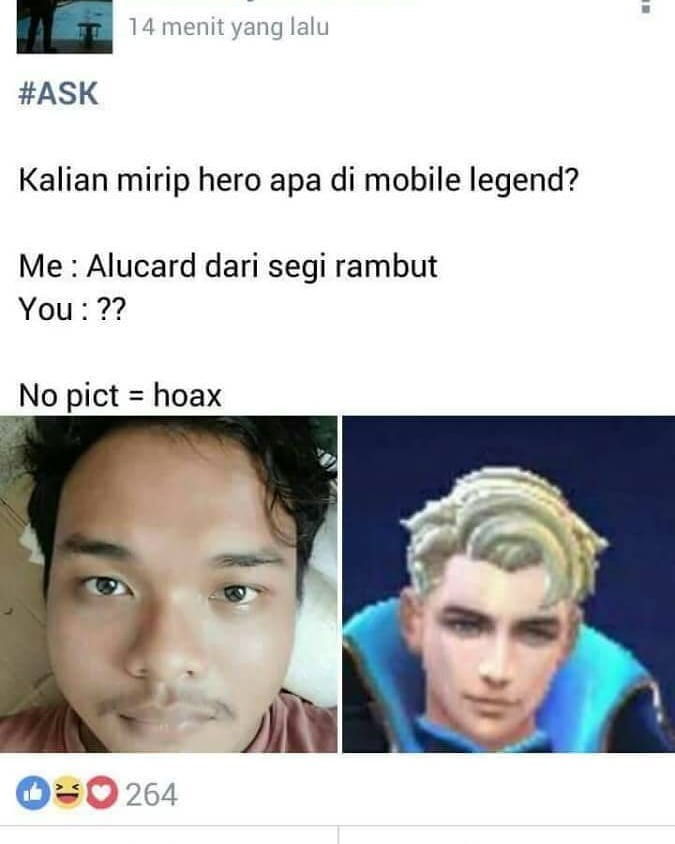 14 menit yang lalu
#ASK
Kalian mirip hero apa di mobile legend?
Me : Alucard dari segi rambut
You : ??
No pict = hoax
264